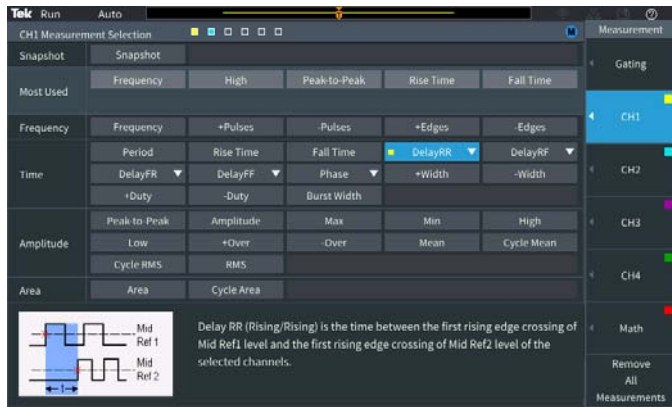 Tek Run Auto
CH1 Measurement Selection M Measurement
Snapshot Snapshot
Gating
Most Used Frequency High Peak-to-Peak Rise Time Fall Time
CH1
Frequency Frequency +Pulses -Pulses +Edges -Edges
Time Period Rise Time Fall Time DelayRR DelayRF
DelayFR DelayFF Phase +Width -Width
CH2
+Duty -Duty Burst Width
Amplitude Peak-to-Peak Amplitude Max Min High
CH3
Low +Over -Over Mean Cycle Mean
Cycle RMS RMS
CH4
Area Area Cycle Area
Mid
Ref 1
Mid
Ref 2
t
Delay RR (Rising/Rising) is the time between the first rising edge crossing of
Mid Ref1 level and the first rising edge crossing of Mid Ref2 level of the
selected channels.
Math
Remove
All
Measurements